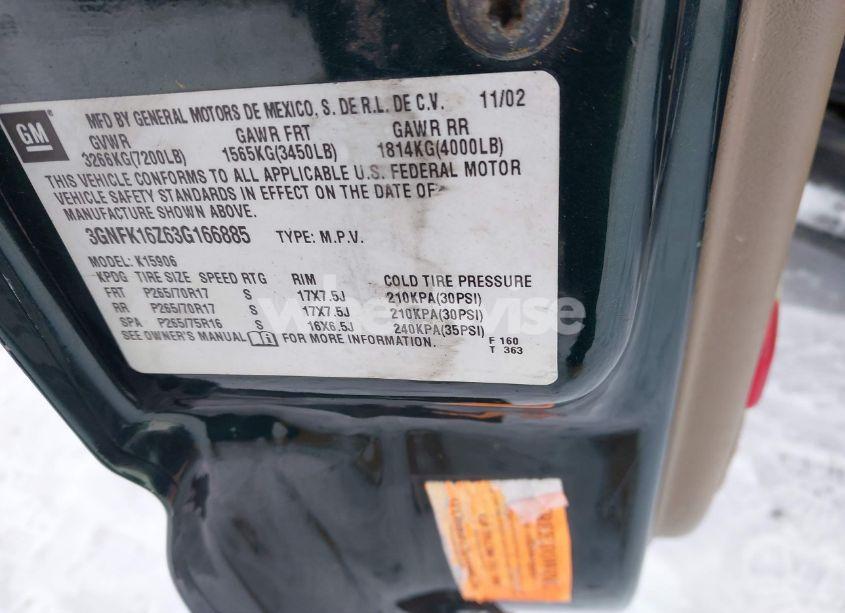 GM
MFD BY GENERAL MOTORS DE MEXICO, S. DE R.L. DE C.V. 11/02
GVWR GAWR FRT GAWR RR
3266KG(7200LB) 1565KG(3450LB) 1814KG(4000LB)
THIS VEHICLE CONFORMS TO ALL APPLICABLE U.S. FEDERAL MOTOR
VEHICLE SAFETY STANDARDS IN EFFECT ON THE DATE OF
MANUFACTURE SHOWN ABOVE.
3GNFK16Z63G166885 TYPE: M.P.V.
MODEL: K15906
KPDG TIRE SIZE SPEED RTG RIM COLD TIRE PRESSURE
FRT P265/70R17 S 17X7.5J 210KPA(30PSI)
RR P265/70R17 S 17X7.5J 210KPA(30PSI)
SPA P265/75R16 S 16X6.5J 240KPA(35PSI)
SEE OWNER'S MANUAL FOR MORE INFORMATION.
F 160
T 363